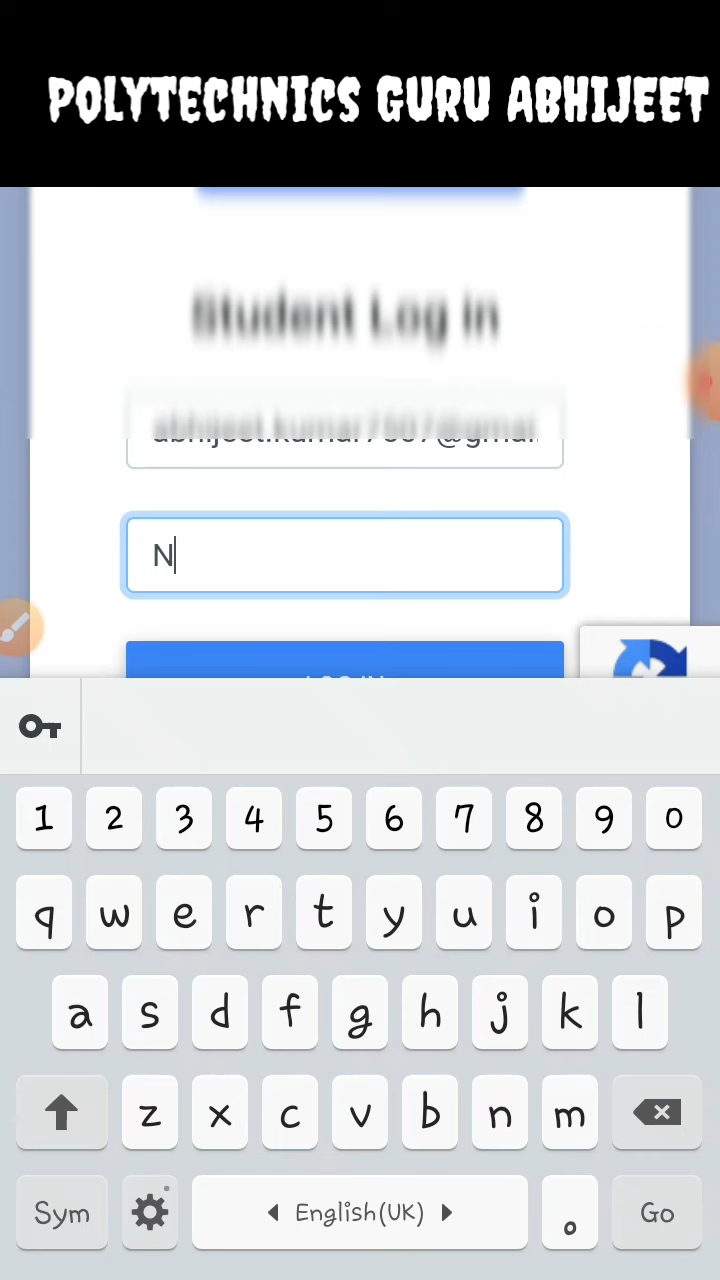 POLYTECHNICS GURU ABHIJEET
Student Log in
N
1 2 3 4 5 6 7 8 9 0
q w e r t y u i o p
a s d f g h j k l
z x c v b n m
Sym English(UK) . Go